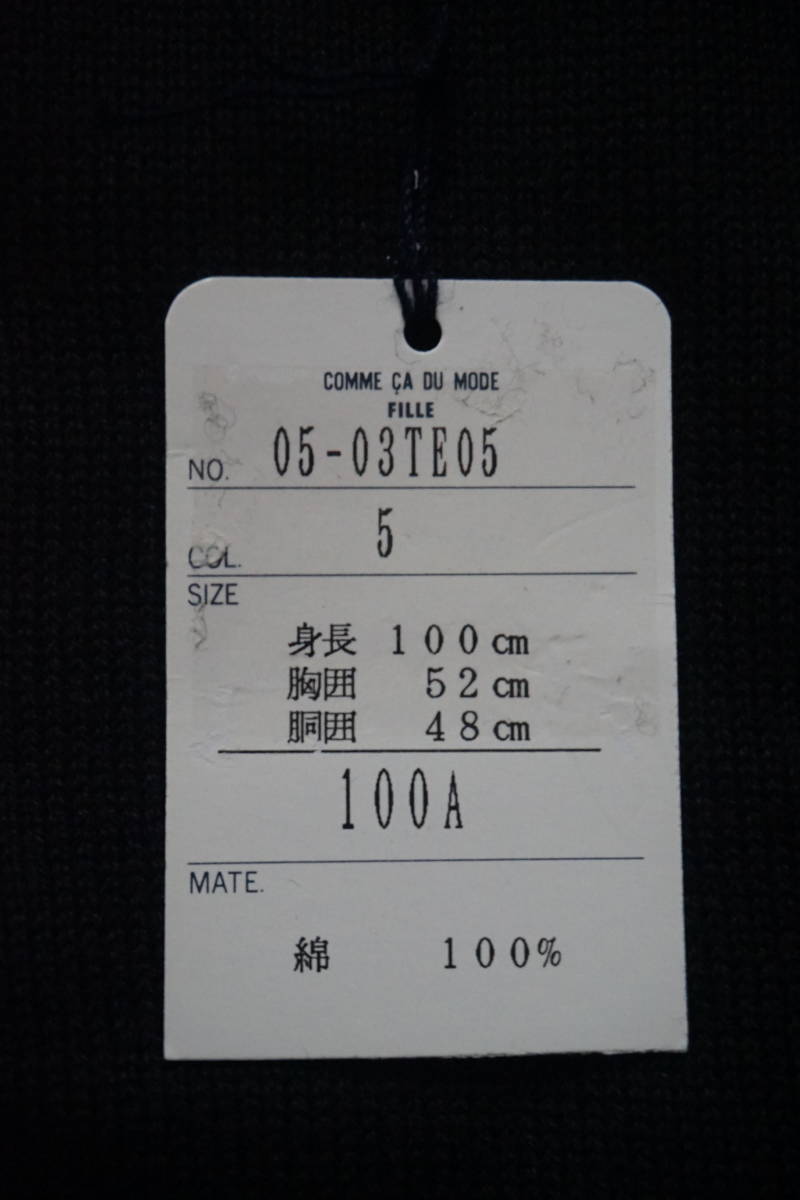 COMME ÇA DU MODE
FILLE
NO. 05-03TE05
COL. 5
SIZE
身長 100cm
胸囲 52cm
胴囲 48cm
100A
MATE.
綿 100%